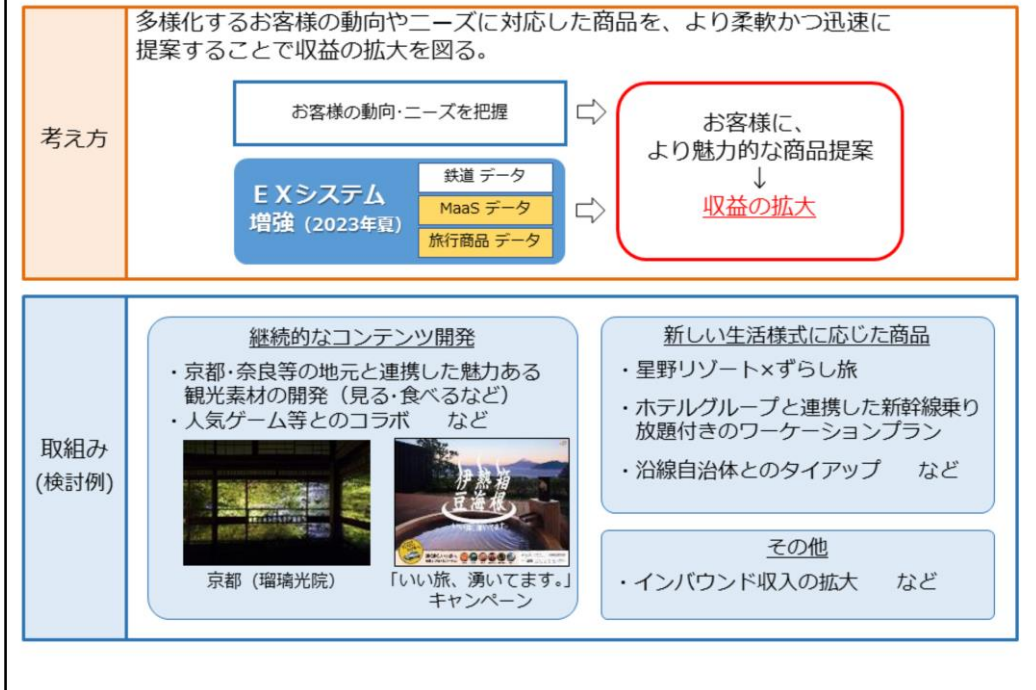 多様化するお客様の動向やニーズに対応した商品を、より柔軟かつ迅速に
提案することで収益の拡大を図る。
考え方
お客様の動向･ニーズを把握
ＥＸシステム
増強（2023年夏）
鉄道 データ
MaaS データ
旅行商品 データ
お客様に、
より魅力的な商品提案
↓
収益の拡大
取組み
(検討例)
継続的なコンテンツ開発
・京都･奈良等の地元と連携した魅力ある
観光素材の開発（見る･食べるなど）
・人気ゲーム等とのコラボ　など
伊豆
熱海
箱根
京都（瑠璃光院）
「いい旅、湧いてます。」
キャンペーン
新しい生活様式に応じた商品
・星野リゾート×ずらし旅
・ホテルグループと連携した新幹線乗り
放題付きのワーケーションプラン
・沿線自治体とのタイアップ　など
その他
・インバウンド収入の拡大　など